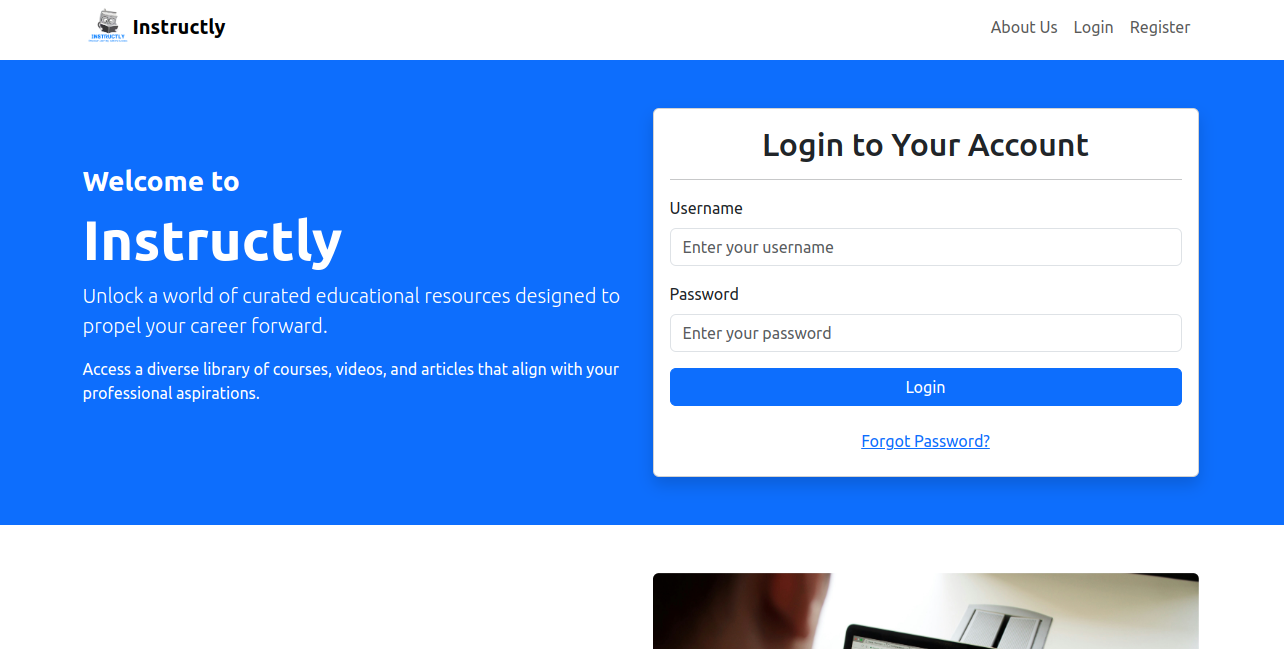 INSTRUCTLY
Instructly
About Us
Login
Register
Welcome to
Instructly
Unlock a world of curated educational resources designed to
propel your career forward.
Access a diverse library of courses, videos, and articles that align with your
professional aspirations.
Login to Your Account
Username
Enter your username
Password
Enter your password
Login
Forgot Password?